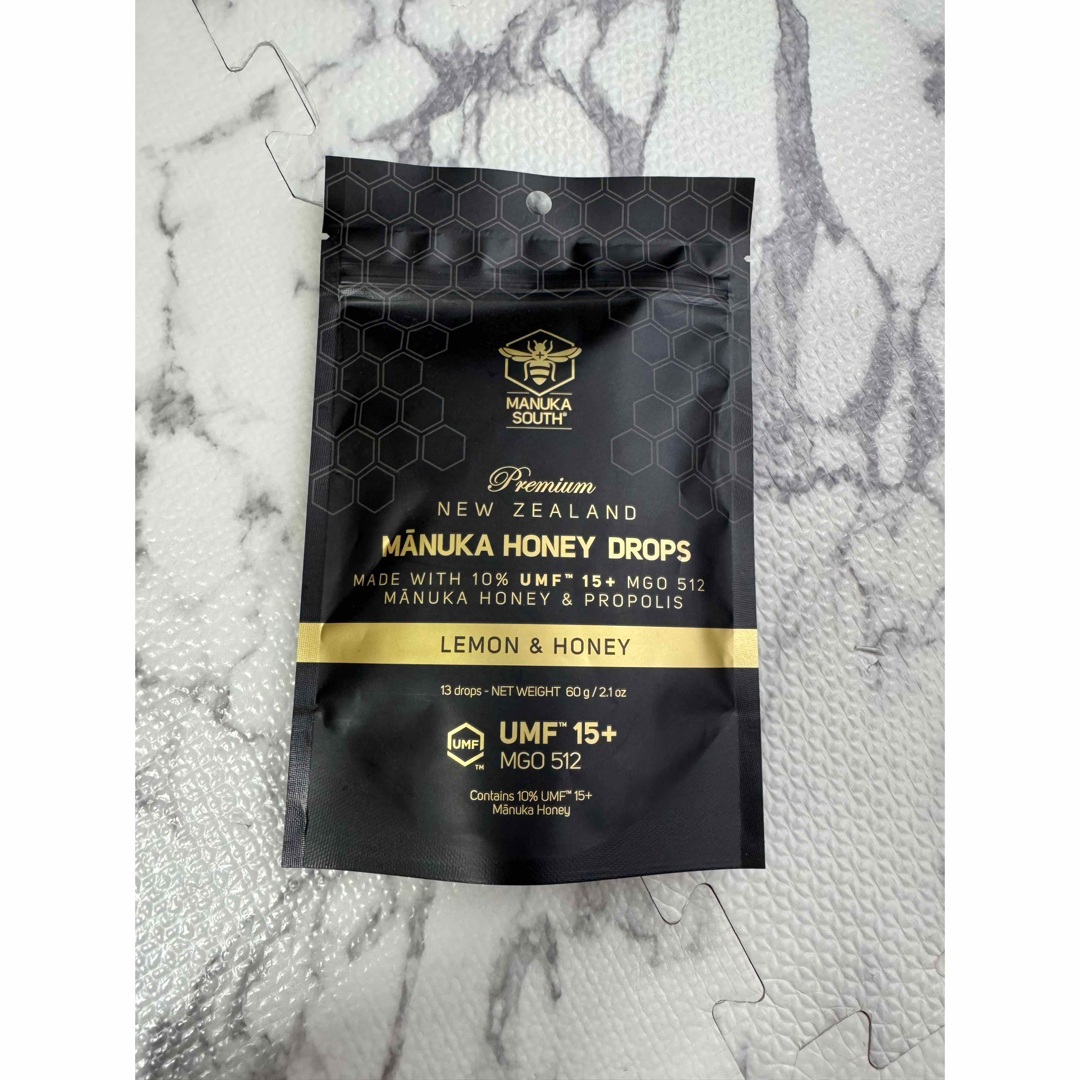 MANUKA
SOUTH®
Premium
NEW ZEALAND
MĀNUKA HONEY DROPS
MADE WITH 10% UMF™ 15+ MGO 512
MĀNUKA HONEY & PROPOLIS
LEMON & HONEY
13 drops - NET WEIGHT 60 g / 2.1 oz
UMF™
UMF™ 15+
MGO 512
Contains 10% UMF™ 15+
Mānuka Honey